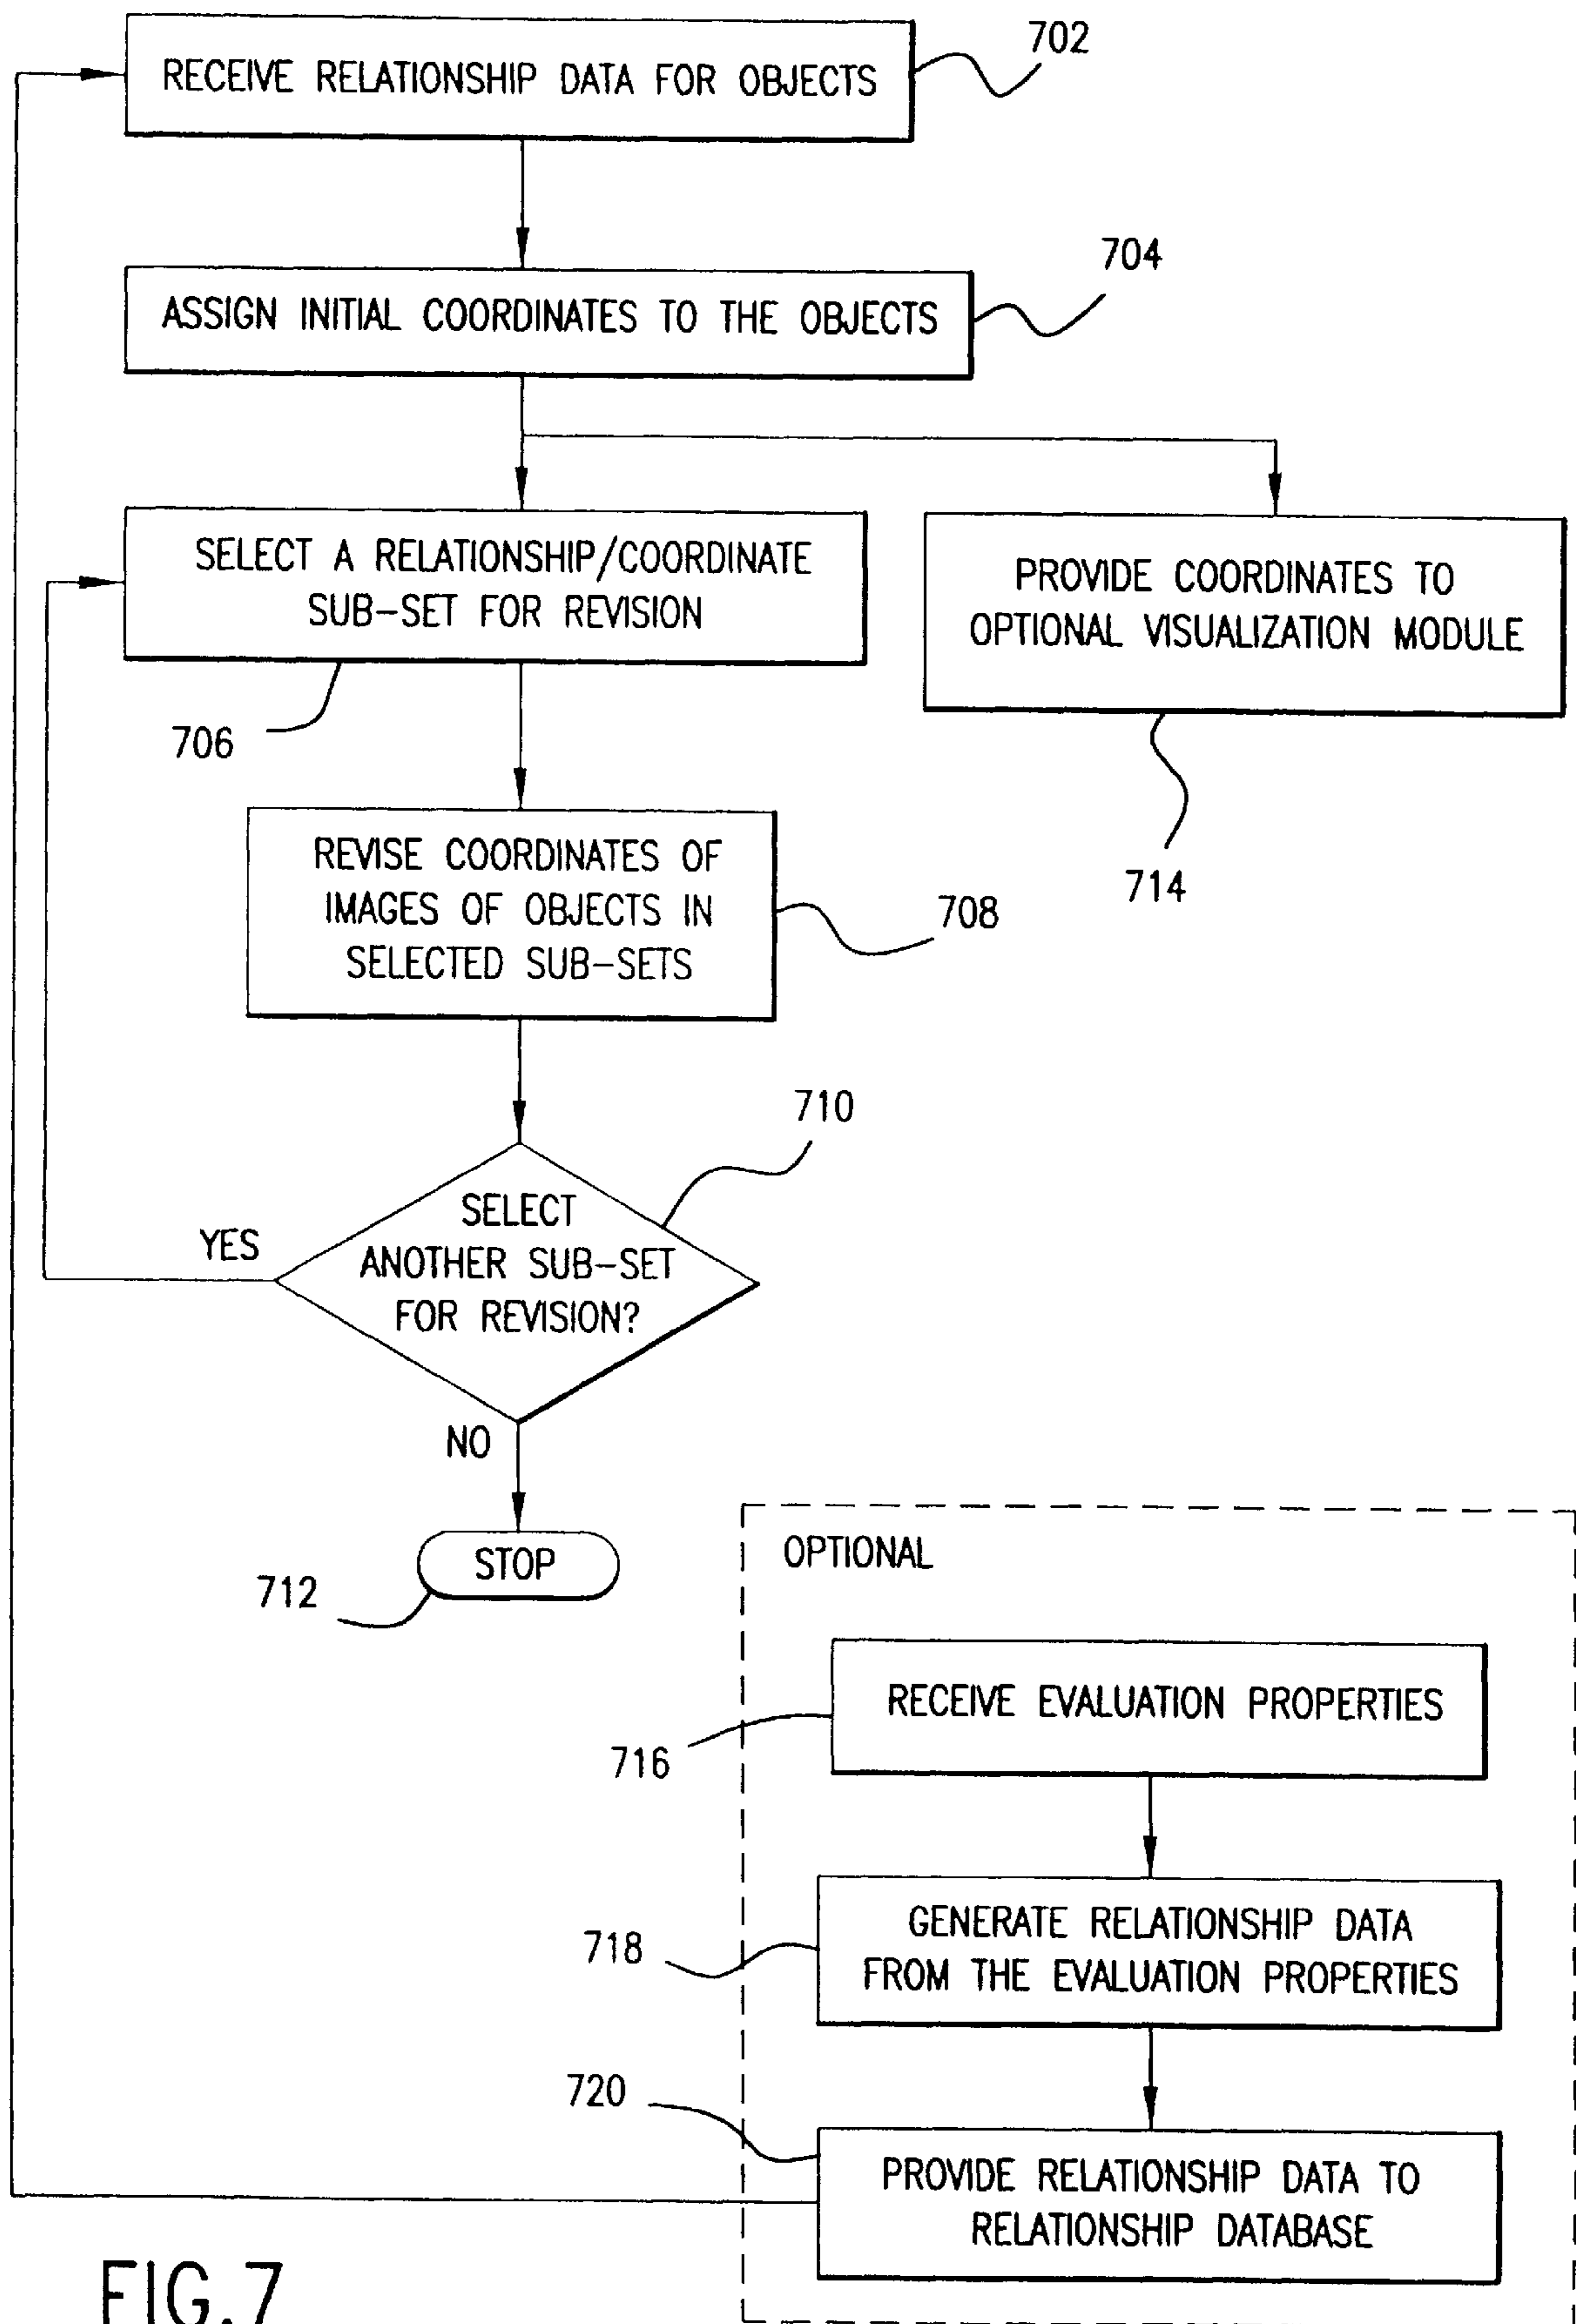 702
RECEIVE RELATIONSHIP DATA FOR OBJECTS
704
ASSIGN INITIAL COORDINATES TO THE OBJECTS
SELECT A RELATIONSHIP/COORDINATE
SUB-SET FOR REVISION
706
PROVIDE COORDINATES TO
OPTIONAL VISUALIZATION MODULE
714
REVISE COORDINATES OF
IMAGES OF OBJECTS IN
SELECTED SUB-SETS
708
710
SELECT
ANOTHER SUB-SET
FOR REVISION?
YES
NO
STOP
712
OPTIONAL
RECEIVE EVALUATION PROPERTIES
716
GENERATE RELATIONSHIP DATA
FROM THE EVALUATION PROPERTIES
718
720
PROVIDE RELATIONSHIP DATA TO
RELATIONSHIP DATABASE
FIG.7